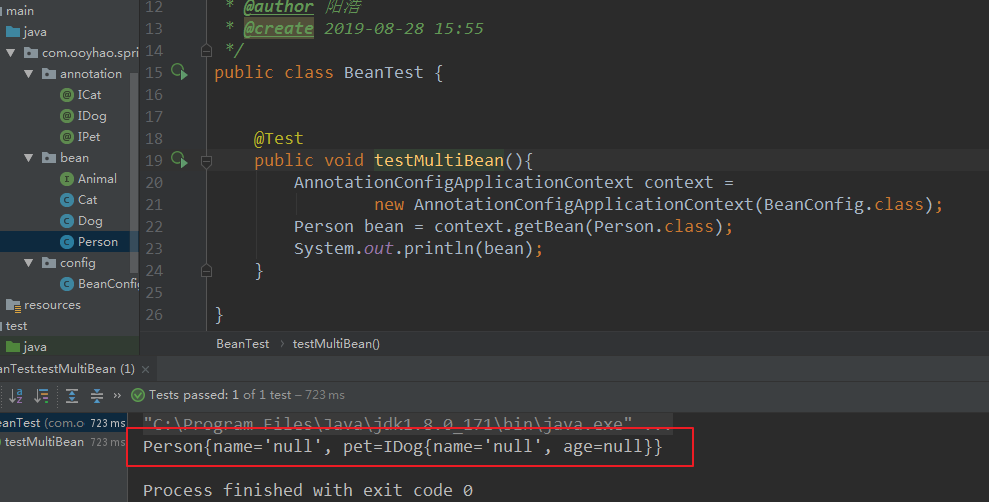 main
java
com.ooyhao.spri
annotation
ICat
IDog
IPet
bean
Animal
Cat
Dog
Person
config
BeanConfig
resources
test
java
12 * @author 阳浩
13 * @create 2019-08-28 15:55
14 */
15 public class BeanTest {
16
17
18 @Test
19 public void testMultiBean(){
20 AnnotationConfigApplicationContext context =
21 new AnnotationConfigApplicationContext(BeanConfig.class);
22 Person bean = context.getBean(Person.class);
23 System.out.println(bean);
24 }
25
26 }
BeanTest › testMultiBean()
anTest.testMultiBean (1) ×
» Tests passed: 1 of 1 test – 723 ms
eanTest (com.o 723 ms
testMultiBean 723 ms
"C:\Program Files\Java\jdk1.8.0_171\bin\java.exe" ...
Person{name='null', pet=IDog{name='null', age=null}}
Process finished with exit code 0